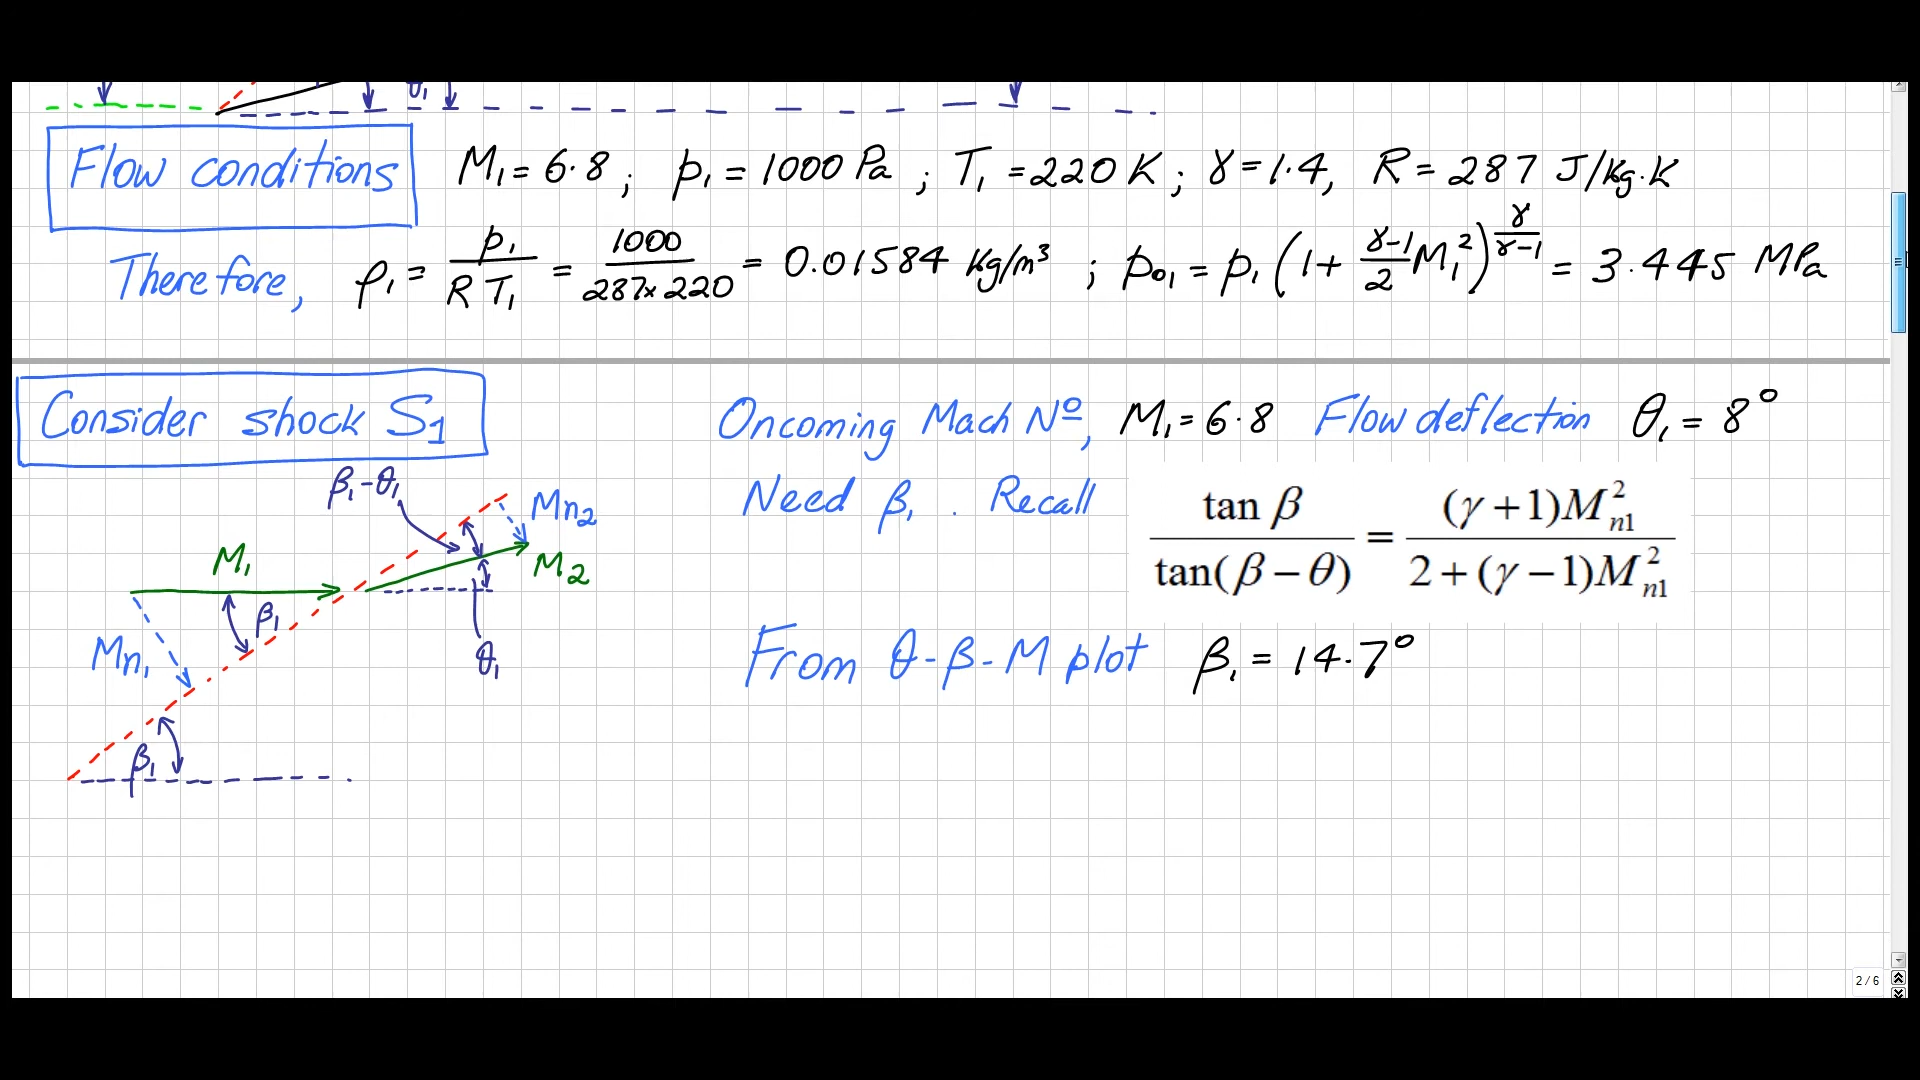 θ₁
Flow conditions M₁ = 6.8 ; p₁ = 1000 Pa ; T₁ = 220 K ; γ = 1.4, R = 287 J/kg.K
Therefore, ρ₁ = p₁ / (R T₁) = 1000 / (287 x 220) = 0.01584 kg/m³ ; p₀₁ = p₁ (1 + (γ-1)/2 M₁²)^(γ/(γ-1)) = 3.445 MPa
Consider shock S₁
Oncoming Mach Nº, M₁ = 6.8 Flow deflection θ₁ = 8°
Need β₁ . Recall tan β / tan(β − θ) = (γ + 1)M²ₙ₁ / (2 + (γ − 1)M²ₙ₁)
From θ-β-M plot β₁ = 14.7°
β₁-θ₁
Mn₂
M₁
M₂
β₁
Mn₁
θ₁
β₁
2 / 6